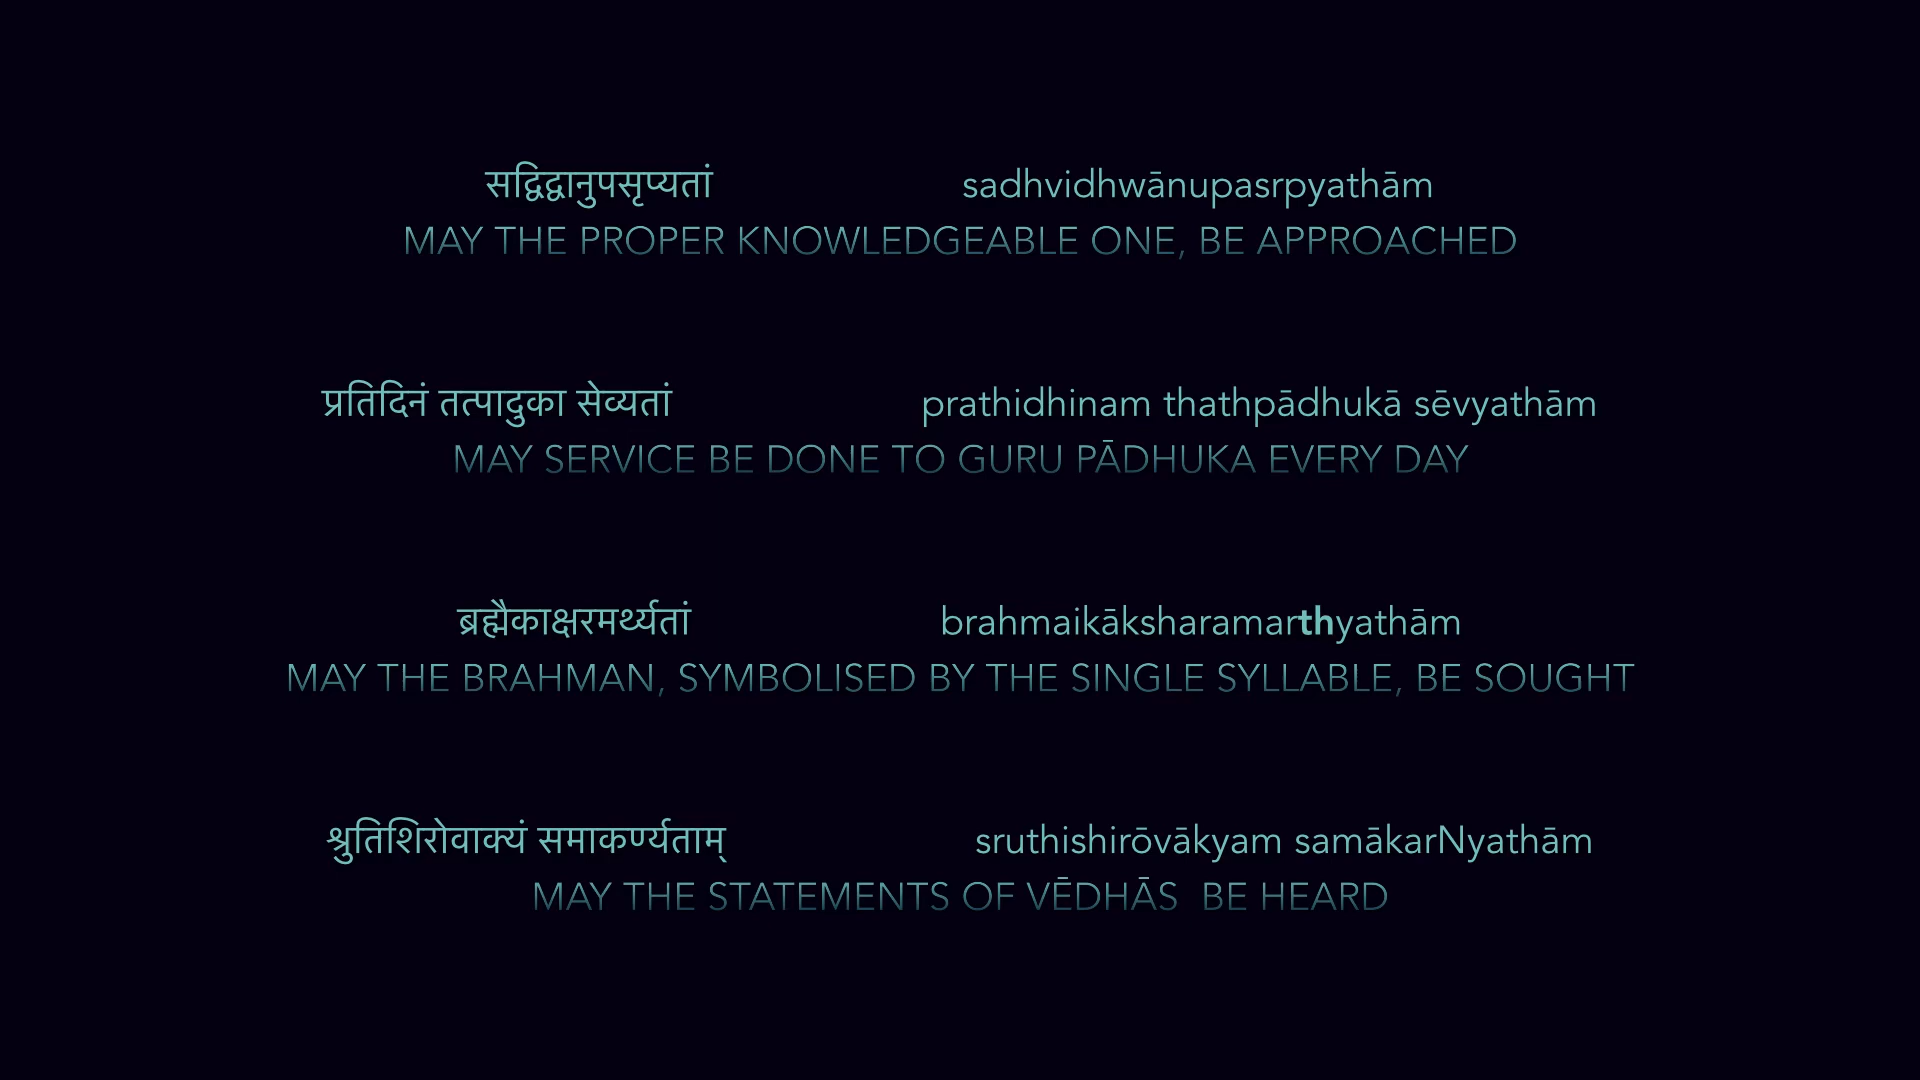 सद्विद्वानुपसृप्यतां sadhvidhwānupasrpyathām
MAY THE PROPER KNOWLEDGEABLE ONE, BE APPROACHED
प्रतिदिनं तत्पादुका सेव्यतां prathidhinam thathpādhukā sēvyathām
MAY SERVICE BE DONE TO GURU PĀDHUKA EVERY DAY
ब्रह्मैकाक्षरमर्थ्यतां brahmaikāksharamarthyathām
MAY THE BRAHMAN, SYMBOLISED BY THE SINGLE SYLLABLE, BE SOUGHT
श्रुतिशिरोवाक्यं समाकर्ण्यताम् sruthishirōvākyam samākarNyathām
MAY THE STATEMENTS OF VĒDHĀS BE HEARD